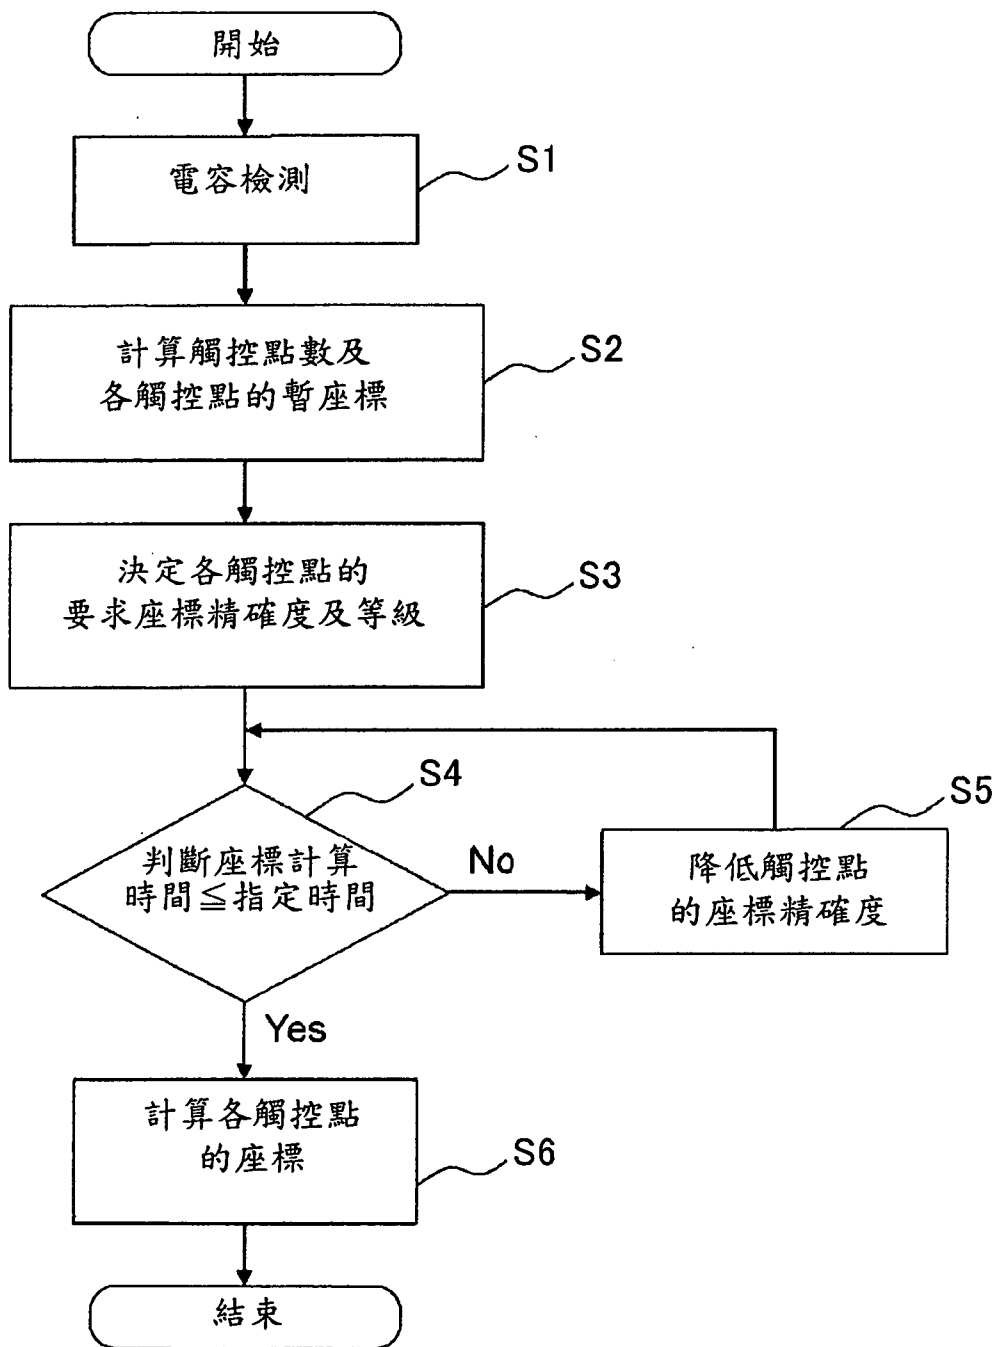 開始
電容檢測
S1
計算觸控點數及
各觸控點的暫座標
S2
決定各觸控點的
要求座標精確度及等級
S3
判斷座標計算
時間≦指定時間
S4
No
降低觸控點
的座標精確度
S5
Yes
計算各觸控點
的座標
S6
結束